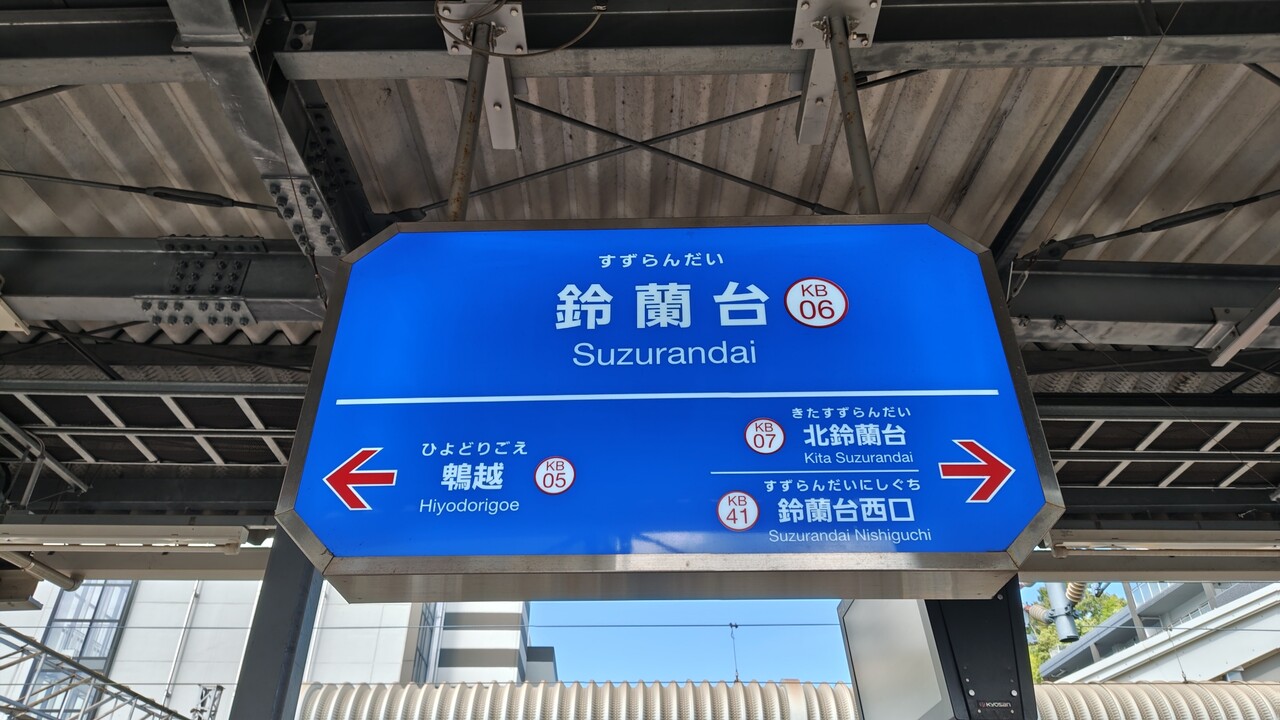 すずらんだい
鈴蘭台
KB
06
Suzurandai
ひよどりごえ
鵯越
KB
05
Hiyodorigoe
きたすずらんだい
KB
07
北鈴蘭台
Kita Suzurandai
すずらんだいにしぐち
KB
41
鈴蘭台西口
Suzurandai Nishiguchi
KYOSAN